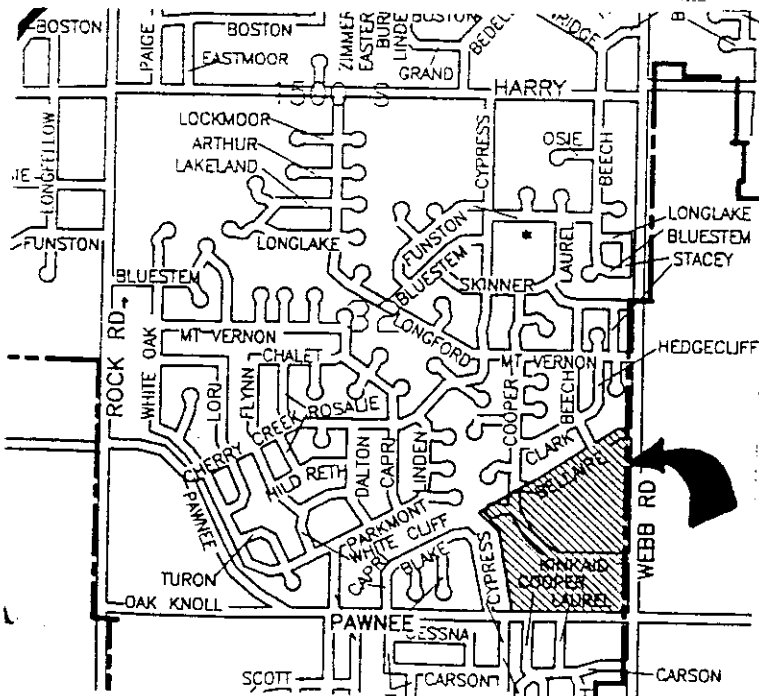 BOSTON
PAIGE
BOSTON
EASTMOOR
ZIMMER
EASTER
BURI
LINDE
BOSTON
GRAND
BEDEL
RIDGE
B
HARRY
LOCKMOOR
ARTHUR
LAKELAND
LONGFELLOW
FUNSTON
LONGLAKE
BLUESTEM
CYPRESS
OSIE
BEECH
FUNSTON
*
LAUREL
BLUESTEM
SKINNER
LONGLAKE
BLUESTEM
STACEY
ROCK RD
WHITE OAK
MT VERNON
CHALET
LONGFORD
MT VERNON
HEDGECLIFF
LORI
FLYNN
ROSALIE
CHERRY CREEK
HILD RETH
DALTON
CAPRI
LINDEN
COOPER
BEECH
CLARK
BELLAIRE
WEBB RD
PAWNEE
PARKMONT
WHITE CLIFF
CAPRI
BLAKE
CYPRESS
KINKAID
COOPER
LAUREL
TURON
OAK KNOLL
PAWNEE
CESSNA
SCOTT
CARSON
CARSON